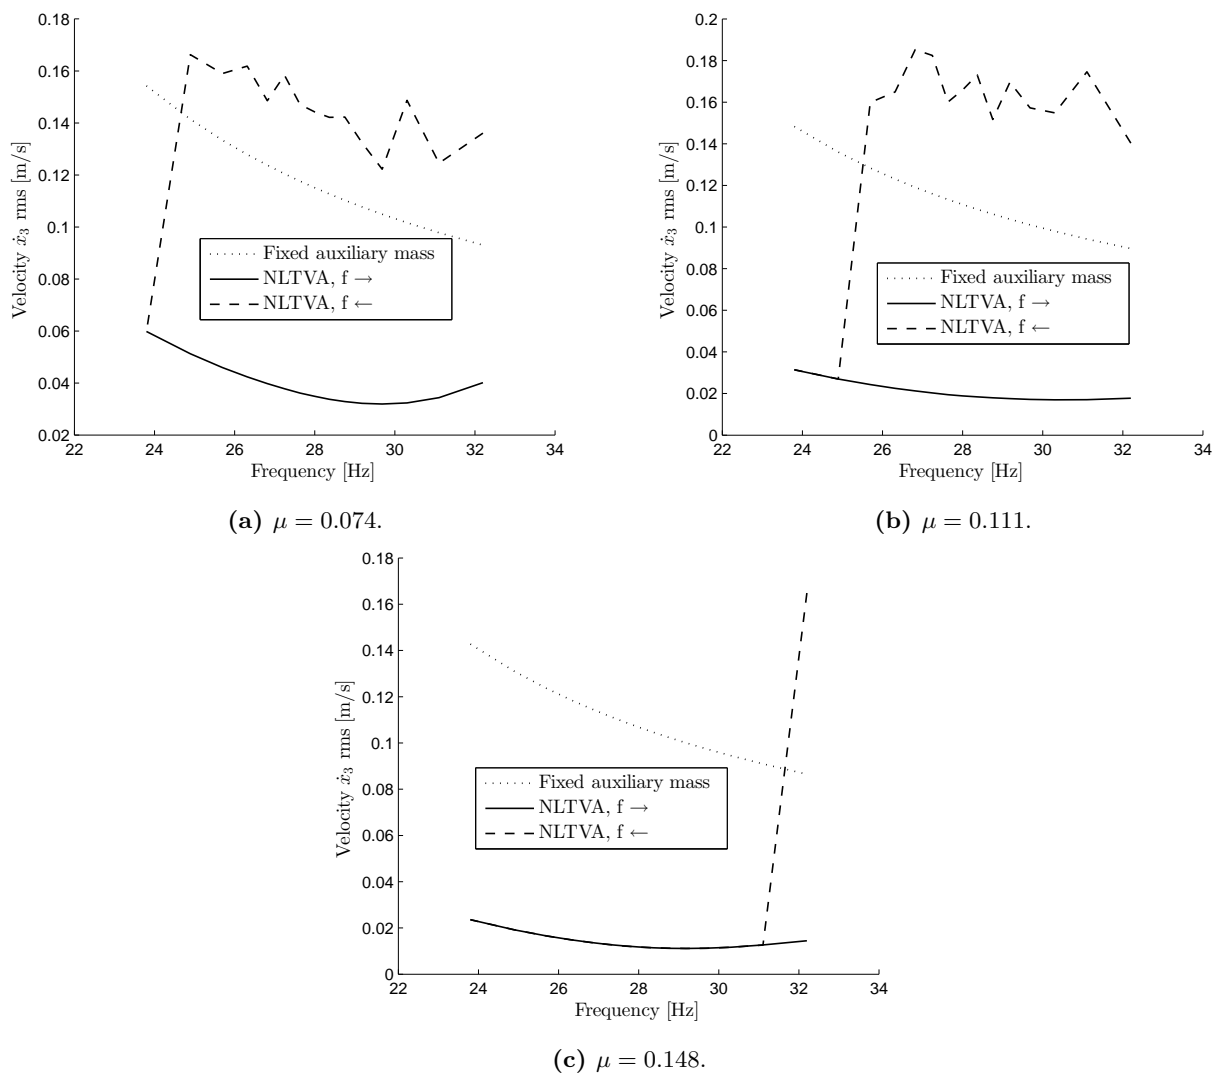 0.18
0.16
0.14
0.12
0.1
0.08
0.06
0.04
0.02
Velocity ẋ₃ rms [m/s]
Fixed auxiliary mass
NLTVA, f →
NLTVA, f ←
22 24 26 28 30 32 34
Frequency [Hz]
(a) μ = 0.074.
0.2
0.18
0.16
0.14
0.12
0.1
0.08
0.06
0.04
0.02
0
Velocity ẋ₃ rms [m/s]
Fixed auxiliary mass
NLTVA, f →
NLTVA, f ←
22 24 26 28 30 32 34
Frequency [Hz]
(b) μ = 0.111.
0.18
0.16
0.14
0.12
0.1
0.08
0.06
0.04
0.02
0
Velocity ẋ₃ rms [m/s]
Fixed auxiliary mass
NLTVA, f →
NLTVA, f ←
22 24 26 28 30 32 34
Frequency [Hz]
(c) μ = 0.148.